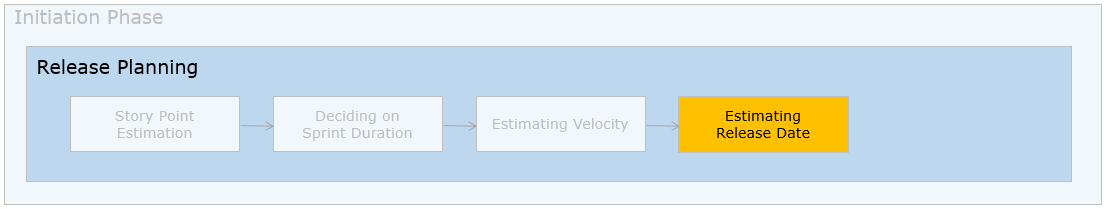 Initiation Phase
Release Planning
Story Point
Estimation
Deciding on
Sprint Duration
Estimating Velocity
Estimating
Release Date